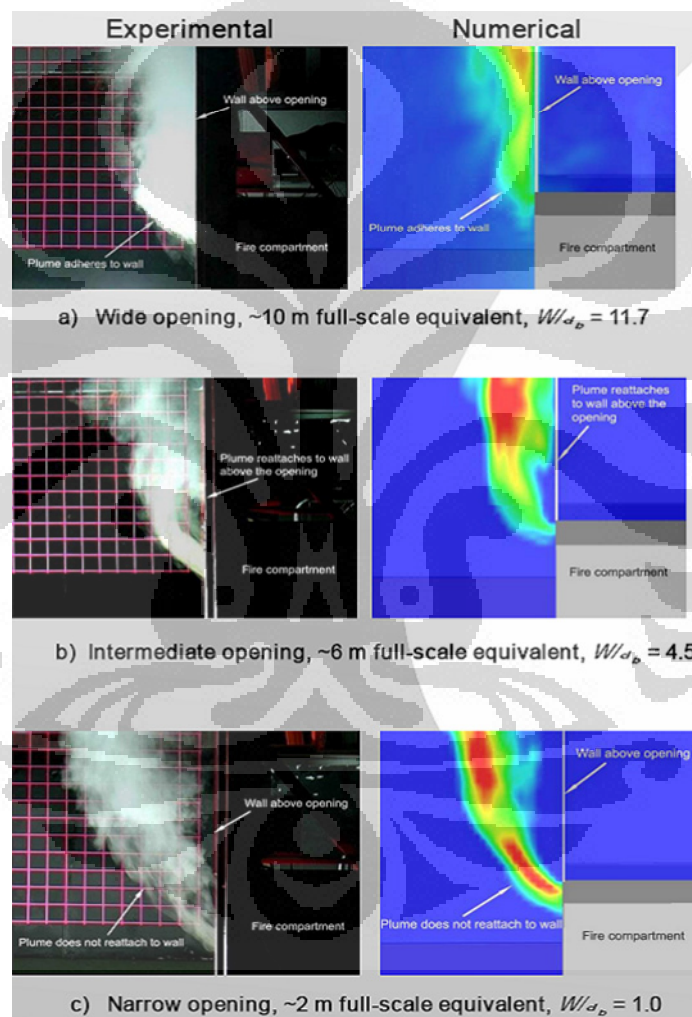 Experimental
Numerical
Wall above opening
Plume adheres to wall
Fire compartment
Wall above opening
Plume adheres to wall
Fire compartment
a) Wide opening, ~10 m full-scale equivalent, W/d_b = 11.7
Plume reattaches to wall
above the opening
Fire compartment
Plume reattaches
to wall above the
opening
Fire compartment
b) Intermediate opening, ~6 m full-scale equivalent, W/d_b = 4.5
Wall above opening
Plume does not reattach to wall
Fire compartment
Wall above opening
Plume does not reattach to wall
Fire compartment
c) Narrow opening, ~2 m full-scale equivalent, W/d_b = 1.0